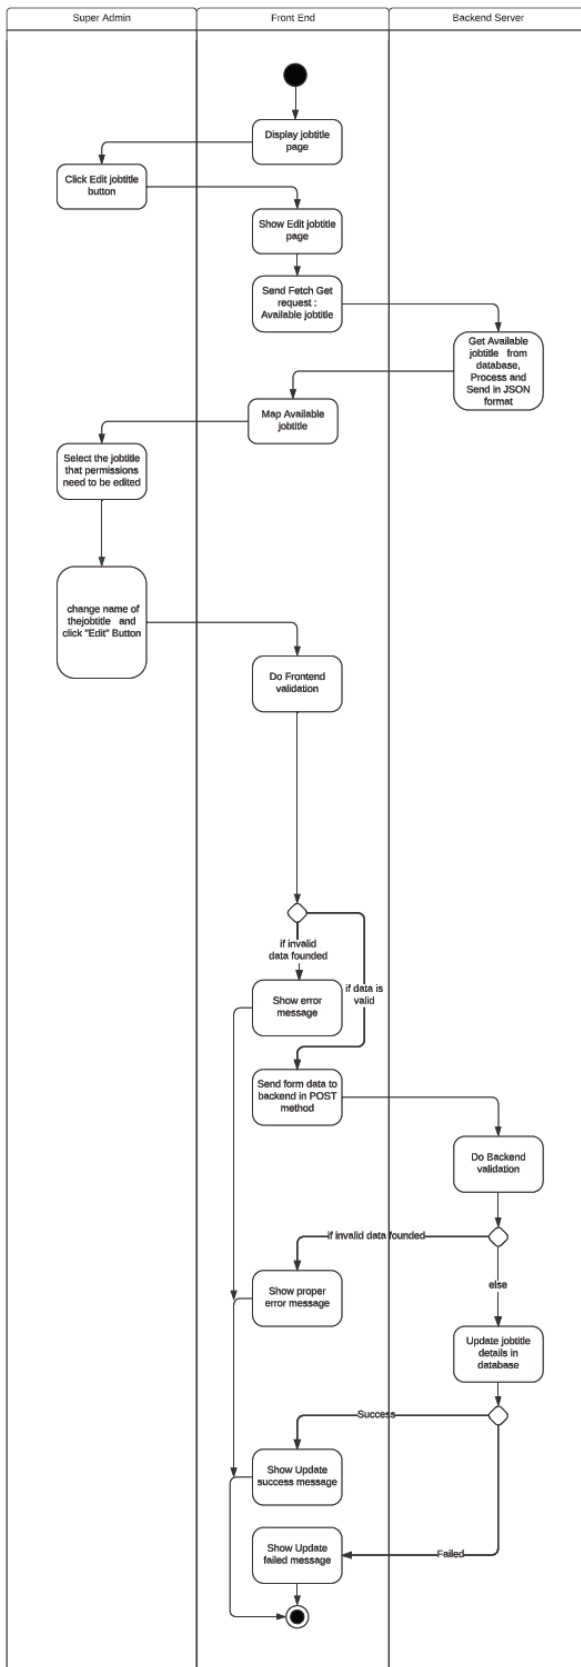 Super Admin
Front End
Backend Server
Display jobtitle
page
Click Edit jobtitle
button
Show Edit jobtitle
page
Send Fetch Get
request :
Available jobtitle
Get Available
jobtitle from
database,
Process and
Send in JSON
format
Map Available
jobtitle
Select the jobtitle
that permissions
need to be edited
change name of
thejobtitle and
click "Edit" Button
Do Frontend
validation
if invalid
data founded
if data is
valid
Show error
message
Send form data to
backend in POST
method
Do Backend
validation
if invalid data founded
else
Show proper
error message
Update jobtitle
details in
database
Success
Show Update
success message
Show Update
failed message
Failed